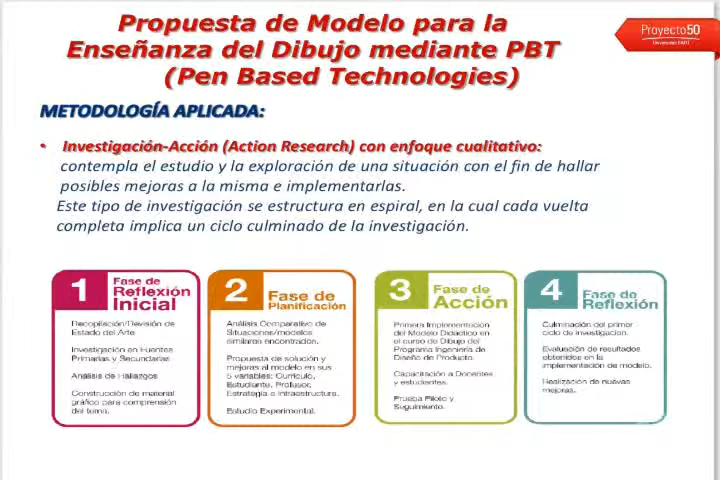 Propuesta de Modelo para la
Enseñanza del Dibujo mediante PBT
(Pen Based Technologies)
Proyecto50
METODOLOGÍA APLICADA:
• Investigación-Acción (Action Research) con enfoque cualitativo:
contempla el estudio y la exploración de una situación con el fin de hallar
posibles mejoras a la misma e implementarlas.
Este tipo de investigación se estructura en espiral, en la cual cada vuelta
completa implica un ciclo culminado de la investigación.
1
Fase de
Reflexión
Inicial
Recopilación/Revisión de
Estado del Arte
Investigación en Fuentes
Primarias y Secundarias
Análisis de Hallazgos
Construcción de material
gráfico para comprensión
del tema.
2
Fase de
Planificación
Análisis Comparativo de
Situaciones/modelos
similares encontrados.
Propuesta de solución y
mejoras al modelo en sus
5 variables: Currículo,
Estudiante, Profesor,
Estrategia e Infraestructura.
Estudio Experimental.
3
Fase de
Acción
Primera Implementación
del Modelo Didáctico en
el curso de Dibujo del
Programa Ingeniería de
Diseño de Producto.
Capacitación a Docentes
y estudiantes.
Prueba Piloto y
Seguimiento.
4
Fase de
Reflexión
Culminación del primer
ciclo de investigación.
Evaluación de resultados
obtenidos en la
implementación de modelo.
Realización de nuevas
mejoras.